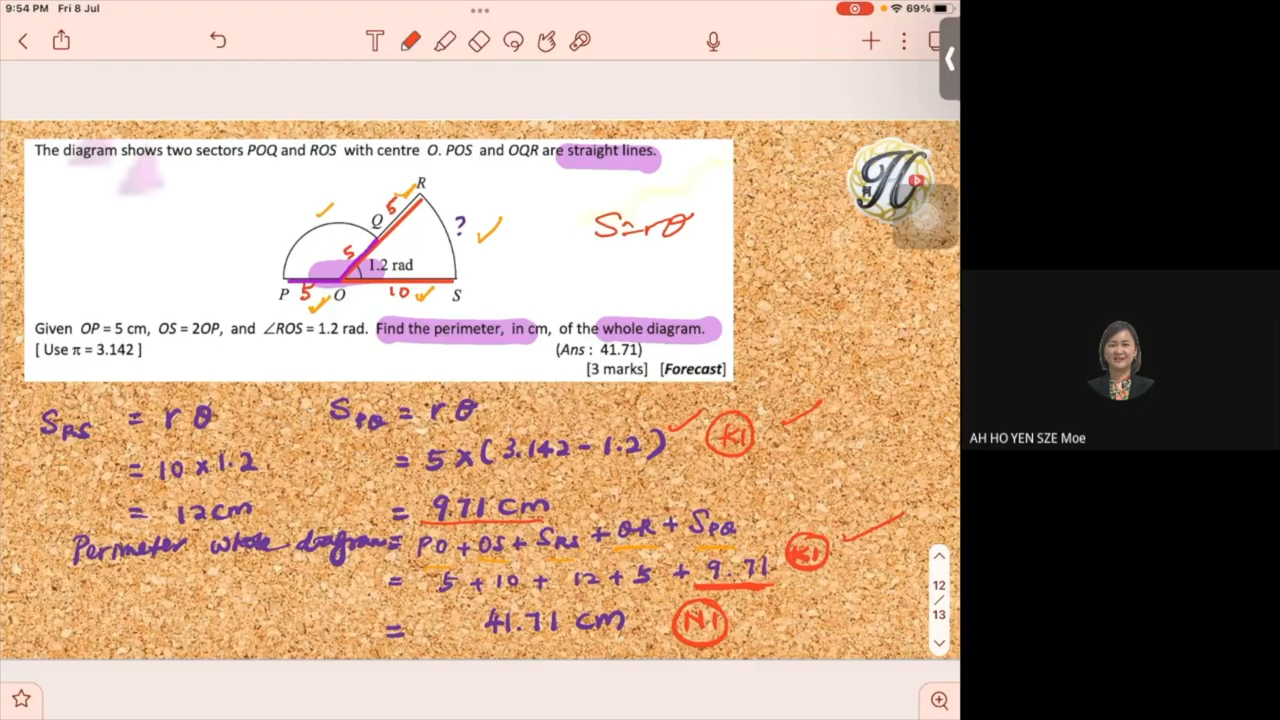 9:54 PM Fri 8 Jul
69%
The diagram shows two sectors POQ and ROS with centre O. POS and OQR are straight lines.
R
5
Q
?
S=rθ
5
1.2 rad
P 5 O 10 S
Given OP = 5 cm, OS = 2OP, and ∠ROS = 1.2 rad. Find the perimeter, in cm, of the whole diagram.
[ Use π = 3.142 ] (Ans : 41.71)
[3 marks] [Forecast]
S_RS = rθ S_PQ = rθ
= 10 x 1.2 = 5 x (3.142 - 1.2) K1
= 12cm = 9.71 cm
Perimeter whole diagram = PO + OS + S_RS + QR + S_PQ
= 5 + 10 + 12 + 5 + 9.71 K1
= 41.71 cm N1
12
/
13
AH HO YEN SZE Moe